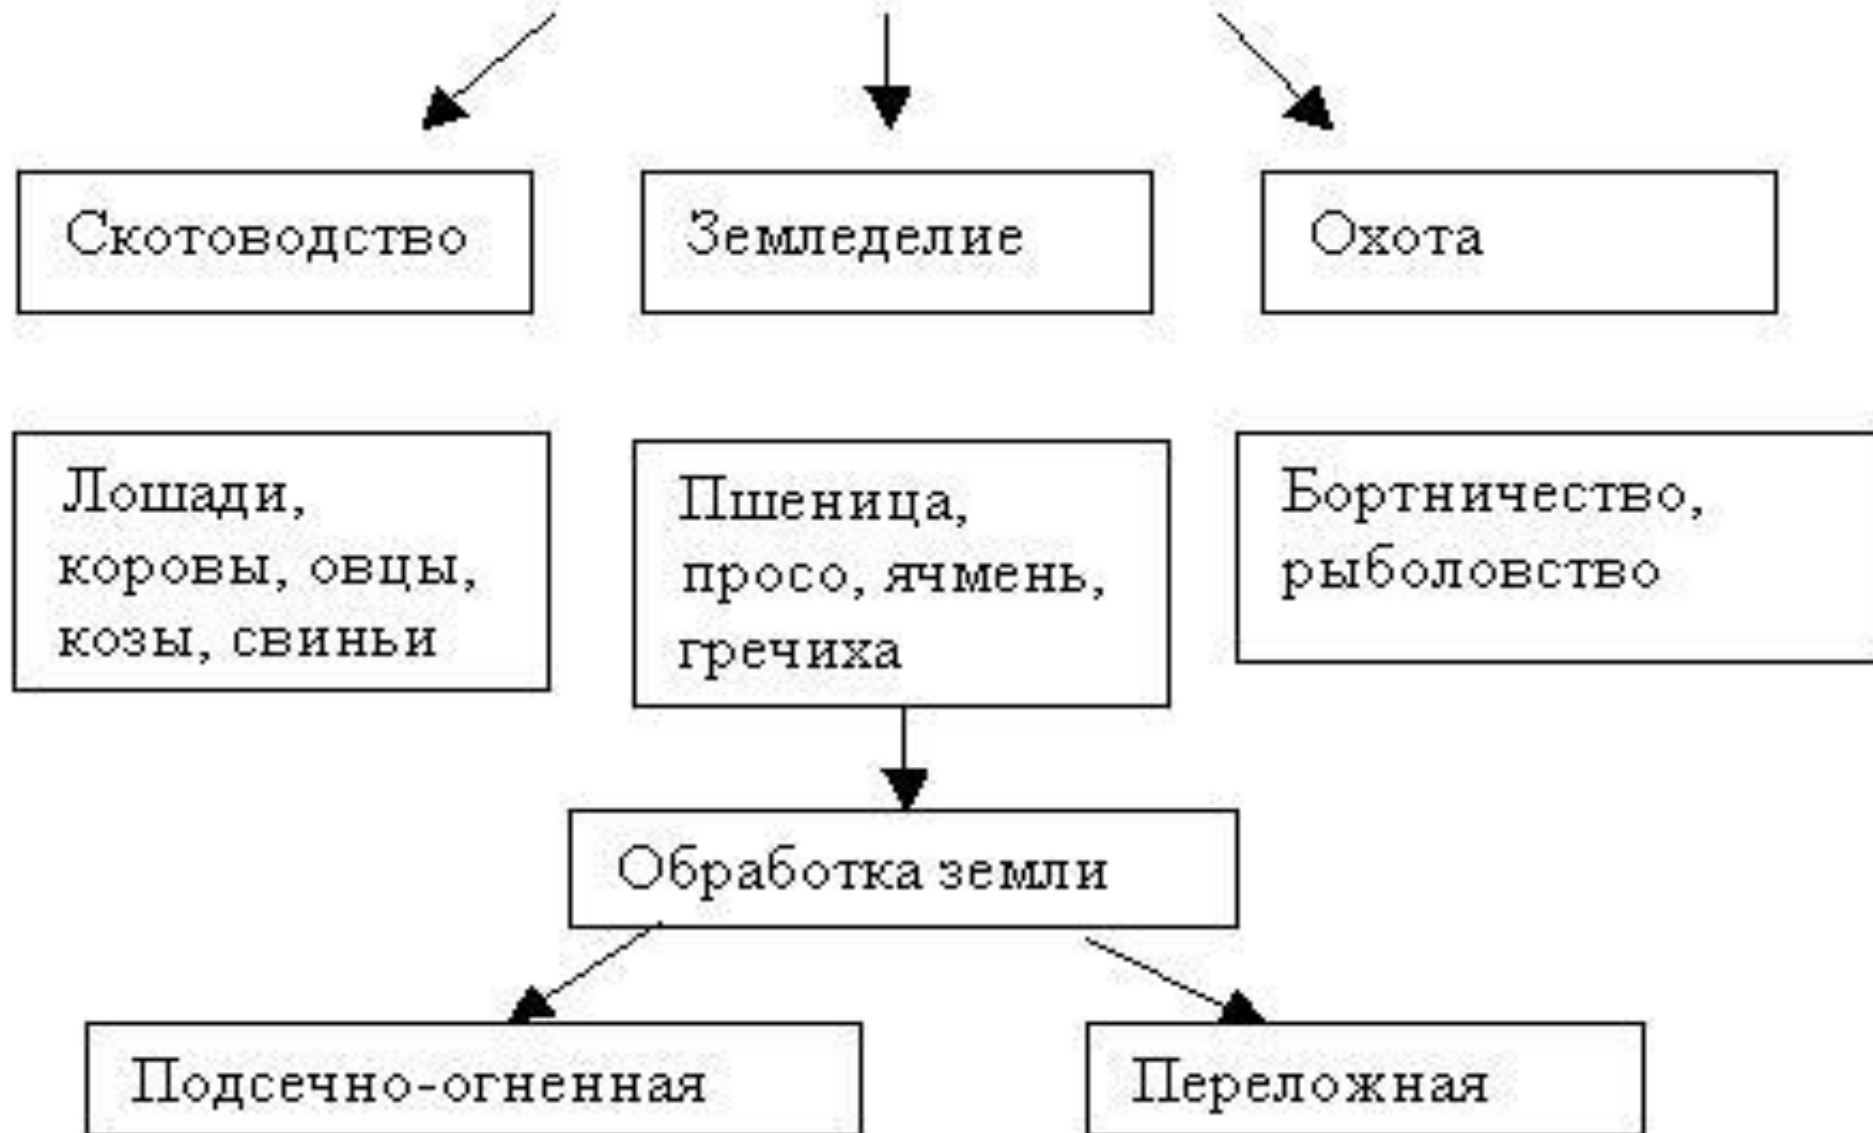 Скотоводство
Земледелие
Охота
Лошади,
коровы, овцы,
козы, свиньи
Пшеница,
просо, ячмень,
гречиха
Бортничество,
рыболовство
Обработка земли
Подсечно-огненная
Переложная